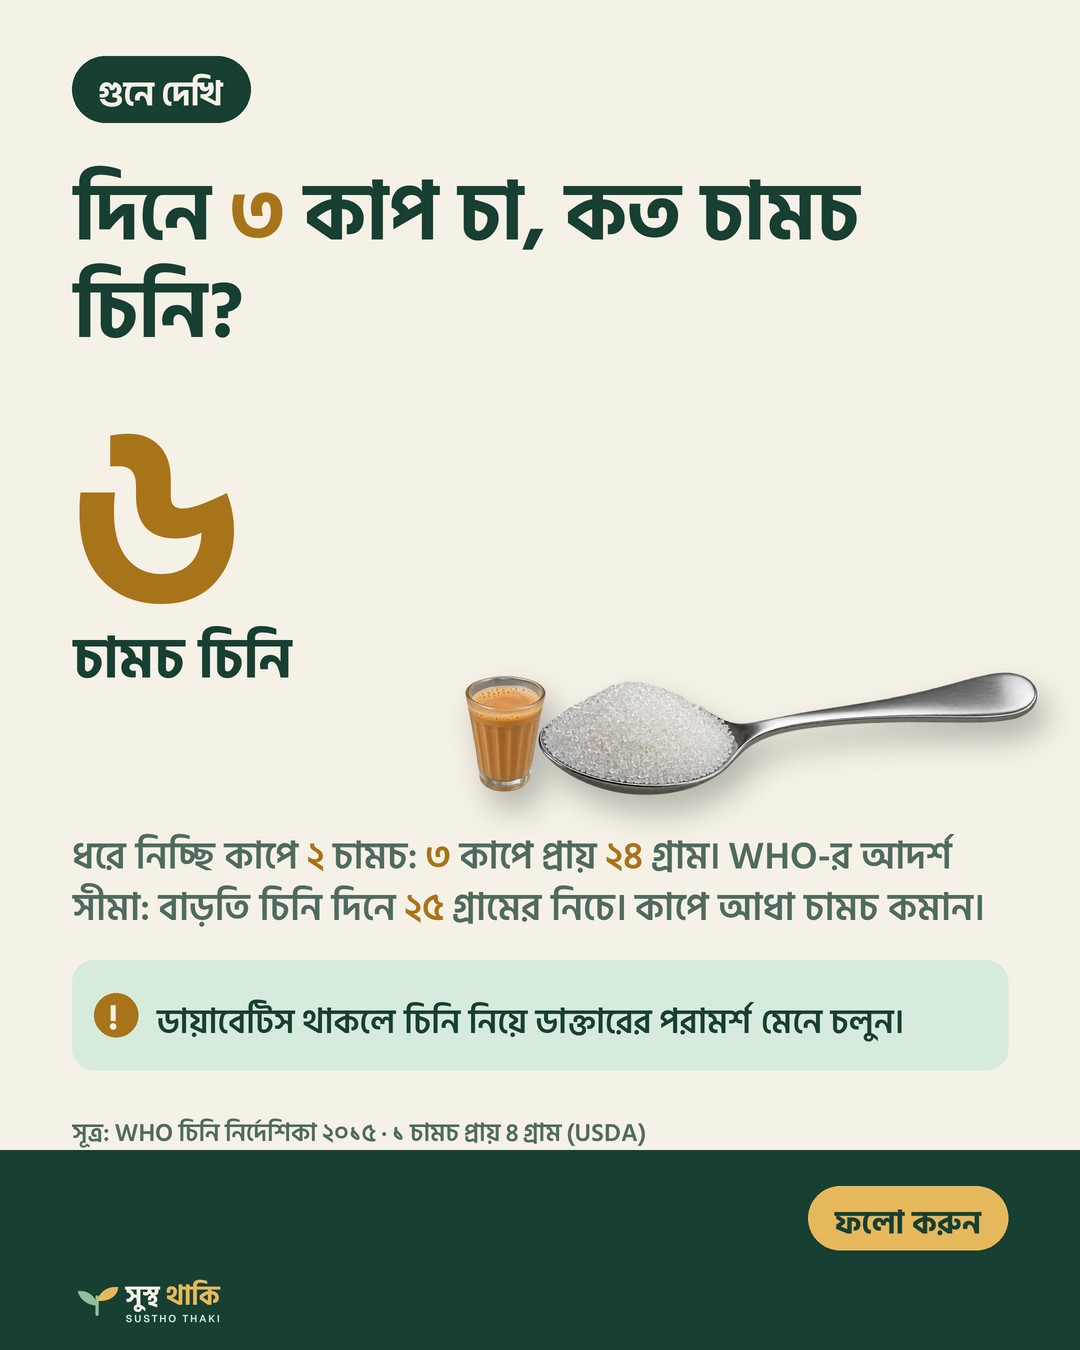 গুনে দেখি
দিনে ৩ কাপ চা, কত চামচ
চিনি?
৬
চামচ চিনি
ধরে নিচ্ছি কাপে ২ চামচ: ৩ কাপে প্রায় ২৪ গ্রাম। WHO-র আদর্শ
সীমা: বাড়তি চিনি দিনে ২৫ গ্রামের নিচে। কাপে আধা চামচ কমান।
! ডায়াবেটিস থাকলে চিনি নিয়ে ডাক্তারের পরামর্শ মেনে চলুন।
সূত্র: WHO চিনি নির্দেশিকা ২০১৫ · ১ চামচ প্রায় ৪ গ্রাম (USDA)
ফলো করুন
সুস্থ থাকি
SUSTHO THAKI